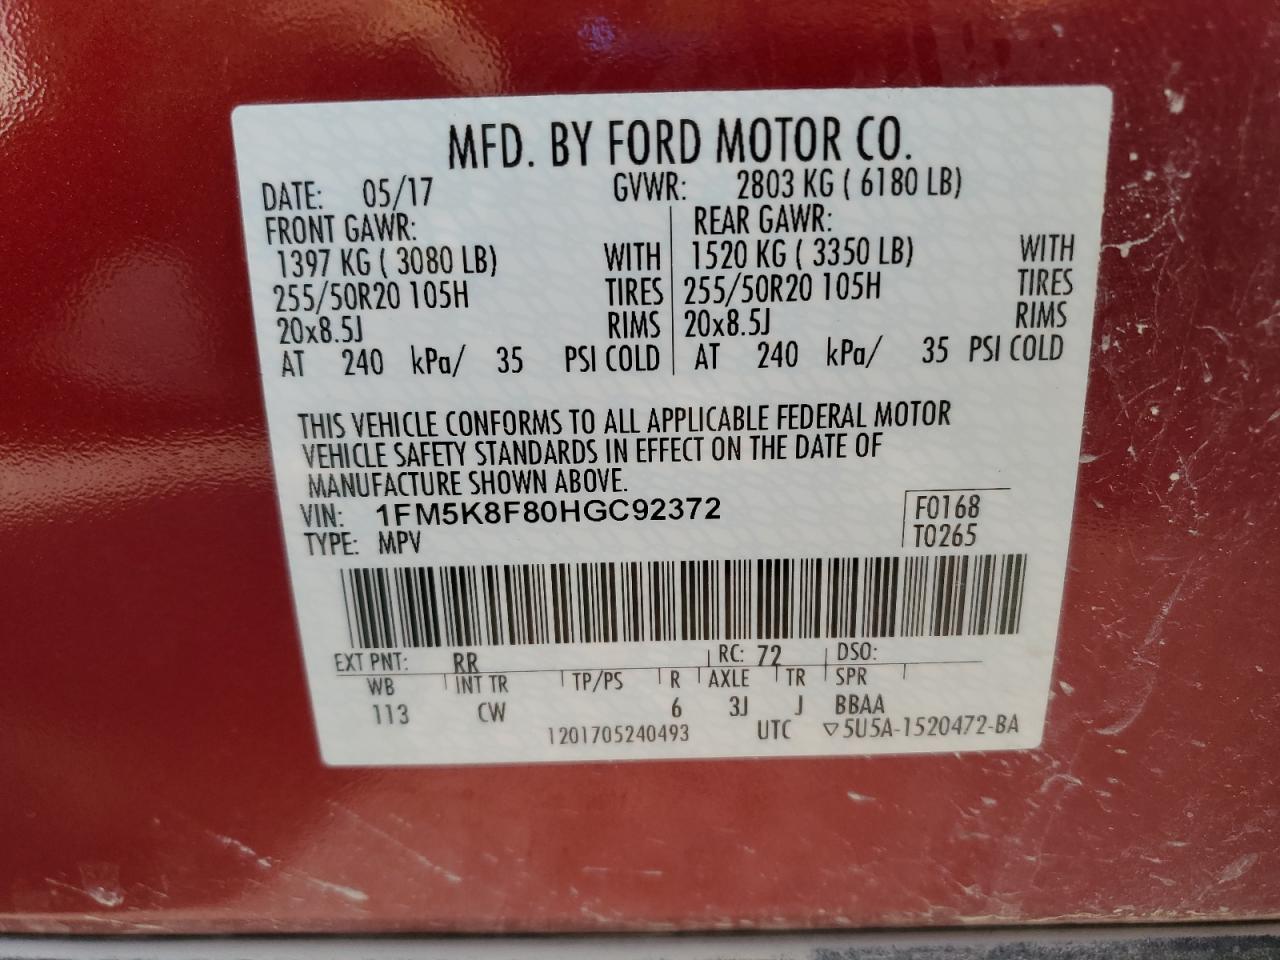 MFD. BY FORD MOTOR CO.
DATE: 05/17 GVWR: 2803 KG ( 6180 LB)
FRONT GAWR: REAR GAWR:
1397 KG ( 3080 LB) WITH 1520 KG ( 3350 LB) WITH
255/50R20 105H TIRES 255/50R20 105H TIRES
20x8.5J RIMS 20x8.5J RIMS
AT 240 kPa/ 35 PSI COLD AT 240 kPa/ 35 PSI COLD
THIS VEHICLE CONFORMS TO ALL APPLICABLE FEDERAL MOTOR
VEHICLE SAFETY STANDARDS IN EFFECT ON THE DATE OF
MANUFACTURE SHOWN ABOVE.
VIN: 1FM5K8F80HGC92372 F0168
TYPE: MPV T0265
EXT PNT: RR RC: 72 DSO:
WB INT TR TP/PS R AXLE TR SPR
113 CW 6 3J J BBAA
1201705240493 UTC ▽5U5A-1520472-BA